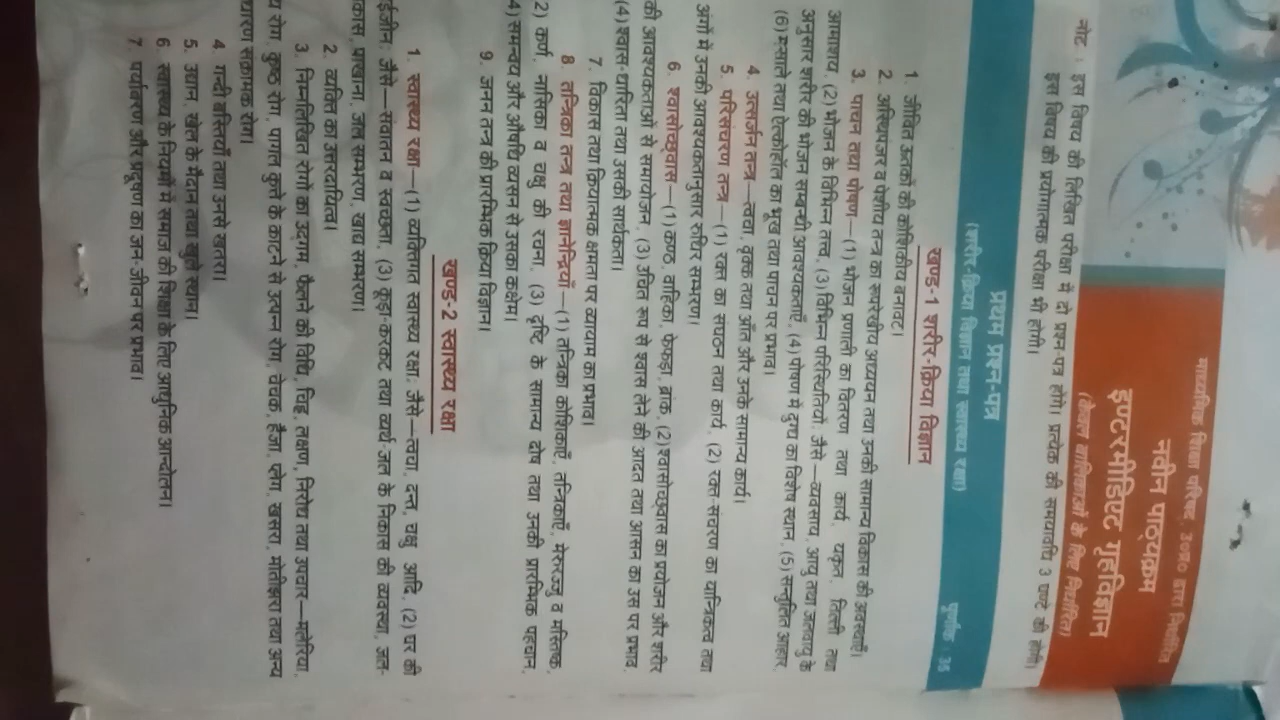 माध्यमिक शिक्षा परिषद्, उ०प्र० द्वारा निर्धारित
नवीन पाठ्यक्रम
इण्टरमीडिएट गृहविज्ञान
(केवल बालिकाओं के लिए निर्धारित)
नोट : इस विषय की लिखित परीक्षा में दो प्रश्न-पत्र होंगे। प्रत्येक की समयावधि 3 घण्टे की होगी।
इस विषय की प्रयोगात्मक परीक्षा भी होगी।
प्रथम प्रश्न-पत्र
(शरीर-क्रिया विज्ञान तथा स्वास्थ्य रक्षा) पूर्णांक : 35
खण्ड-1 शरीर-क्रिया विज्ञान
1. जीवित ऊतकों की कोशिकीय बनावट।
2. अस्थिपंजर व पेशीय तन्त्र का रूपरेखीय अध्ययन तथा उनकी सामान्य विकास की अवस्थाएँ।
3. पाचन तथा पोषण—(1) भोजन प्रणाली का वितरण तथा कार्य, यकृत, तिल्ली तथा
आमाशय, (2) भोजन के विभिन्न तत्त्व, (3) विभिन्न परिस्थितियों; जैसे—व्यवसाय, आयु तथा जलवायु के
अनुसार शरीर की भोजन सम्बन्धी आवश्यकताएँ, (4) पोषण में दुग्ध का विशेष स्थान, (5) सन्तुलित आहार,
(6) मसाले तथा ऐल्कोहॉल का भूख तथा पाचन पर प्रभाव।
4. उत्सर्जन तन्त्र—त्वचा, वृक्क तथा आँत और उनके सामान्य कार्य।
5. परिसंचरण तन्त्र—(1) रक्त का संघठन तथा कार्य, (2) रक्त संचरण का यान्त्रिकत्व तथा
अंगों में उनकी आवश्यकतानुसार रुधिर सम्भरण।
6. श्वासोच्छ्वास—(1) कण्ठ, वाहिका, फेफड़ा, ब्रांक, (2) श्वासोच्छ्वास का प्रयोजन और शरीर
की आवश्यकताओं से समायोजन, (3) उचित रूप से श्वास लेने की आदत तथा आसन का उस पर प्रभाव,
(4) श्वास-धारिता तथा उसकी सार्थकता।
7. विकास तथा क्रियात्मक क्षमता पर व्यायाम का प्रभाव।
8. तन्त्रिका तन्त्र तथा ज्ञानेन्द्रियाँ—(1) तन्त्रिका कोशिकाएँ, तन्त्रिकाएँ, मेरुरज्जु व मस्तिष्क,
(2) कर्ण, नासिका व चक्षु की रचना, (3) दृष्टि के सामान्य दोष तथा उनकी प्रारम्भिक पहचान,
4) समन्वय और औषधि व्यसन से उसका कक्षेम।
9. जनन तन्त्र की प्रारम्भिक क्रिया विज्ञान।
खण्ड-2 स्वास्थ्य रक्षा
1. स्वास्थ्य रक्षा—(1) व्यक्तिगत स्वास्थ्य रक्षा; जैसे—त्वचा, दन्त, चक्षु आदि, (2) घर की
ईजीन; जैसे—संवातन व स्वच्छता, (3) कूड़ा-करकट तथा व्यर्थ जल के निकास की व्यवस्था, जल-
कास, पाखाना, जल सम्भरण, खाद्य सम्भरण।
2. व्यक्ति का उत्तरदायित्व।
3. निम्नलिखित रोगों का उद्गम, फैलने की विधि, चिह्न, लक्षण, निरोध तथा उपचार—मलेरिया,
य रोग, कुष्ठ रोग, पागल कुत्ते के काटने से उत्पन्न रोग, चेचक, हैजा, प्लेग, खसरा, मोतीझरा तथा अन्य
धारण संक्रामक रोग।
4. गन्दी बस्तियाँ तथा उनसे खतरा।
5. उद्यान, खेल के मैदान तथा खुले स्थान।
6. स्वास्थ्य के नियमों में समाज की शिक्षा के लिए आधुनिक आन्दोलन।
7. पर्यावरण और प्रदूषण का जन-जीवन पर प्रभाव।